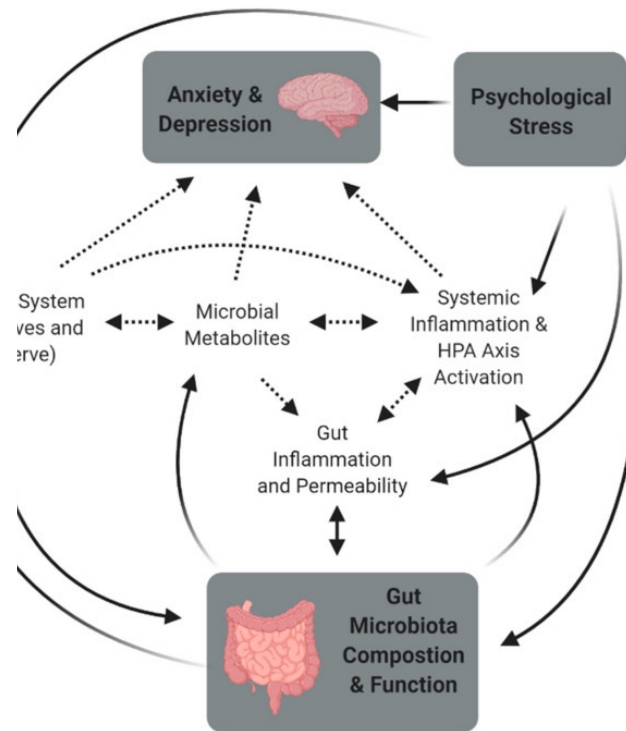 Anxiety &
Depression
Psychological
Stress
System
ves and
erve)
Microbial
Metabolites
Systemic
Inflammation &
HPA Axis
Activation
Gut
Inflammation
and Permeability
Gut
Microbiota
Compostion
& Function